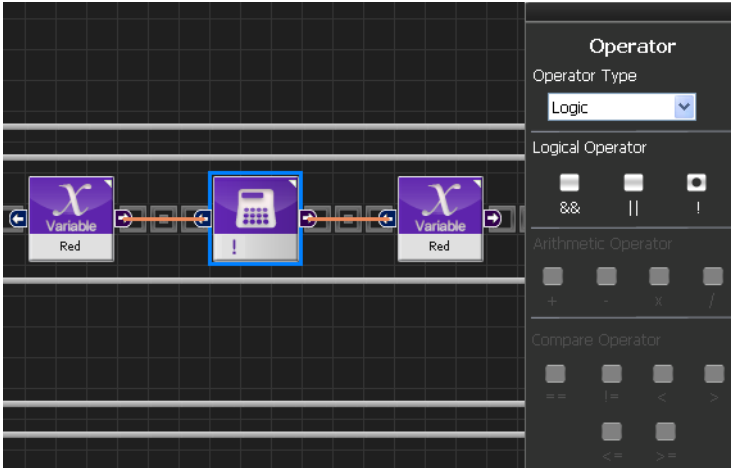 Operator
Operator Type
Logic
Logical Operator
&& || !
Arithmetic Operator
+ - x /
Compare Operator
== != < >
<= >=
x
Variable
Red
!
x
Variable
Red